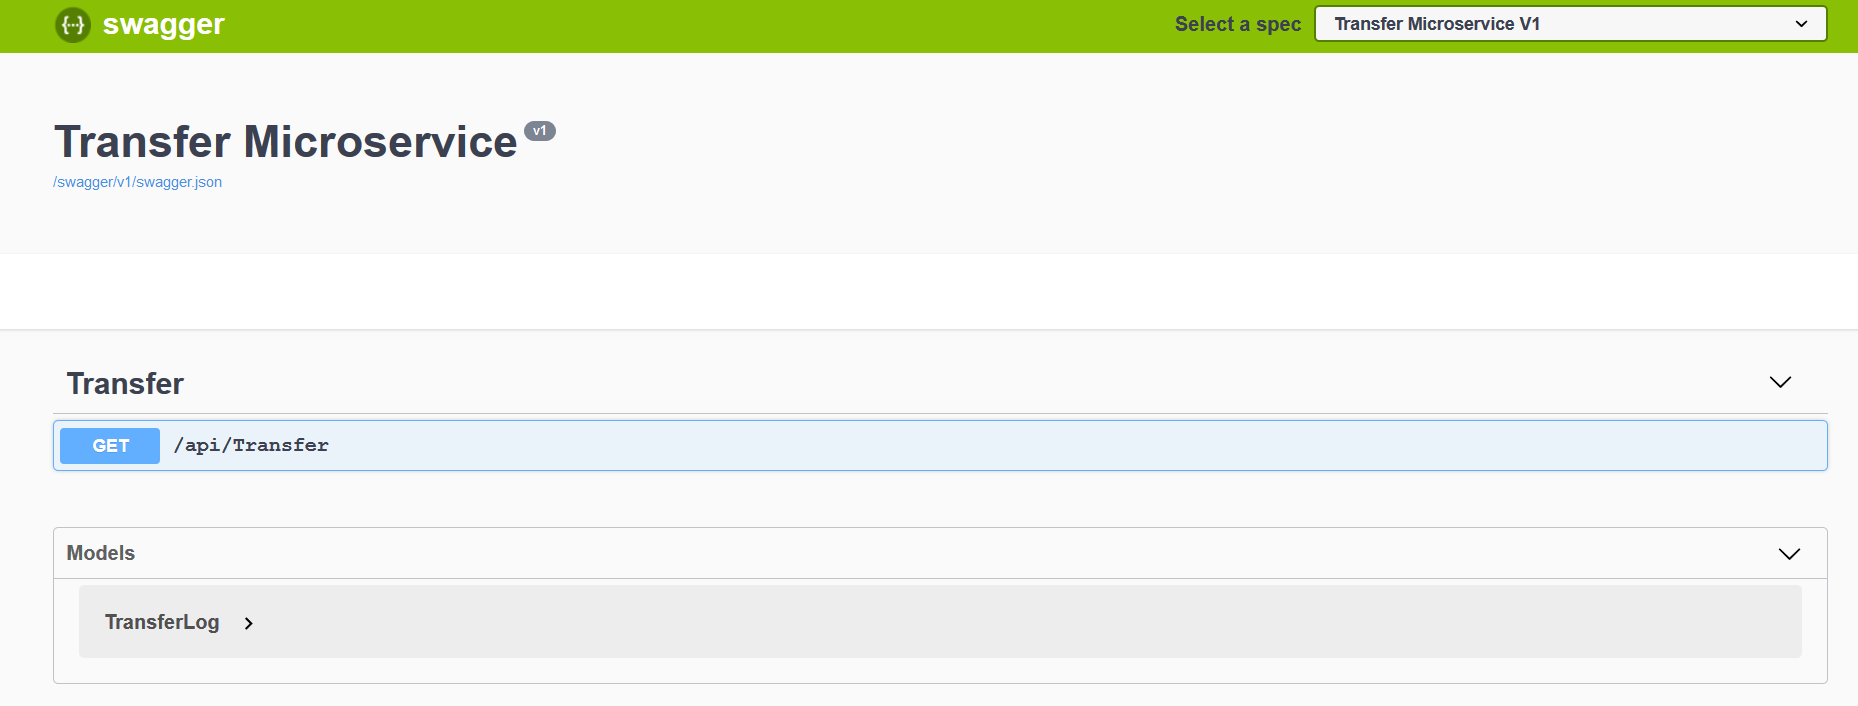 {···} swagger
Select a spec
Transfer Microservice V1
Transfer Microservice v1
/swagger/v1/swagger.json
Transfer
GET /api/Transfer
Models
TransferLog